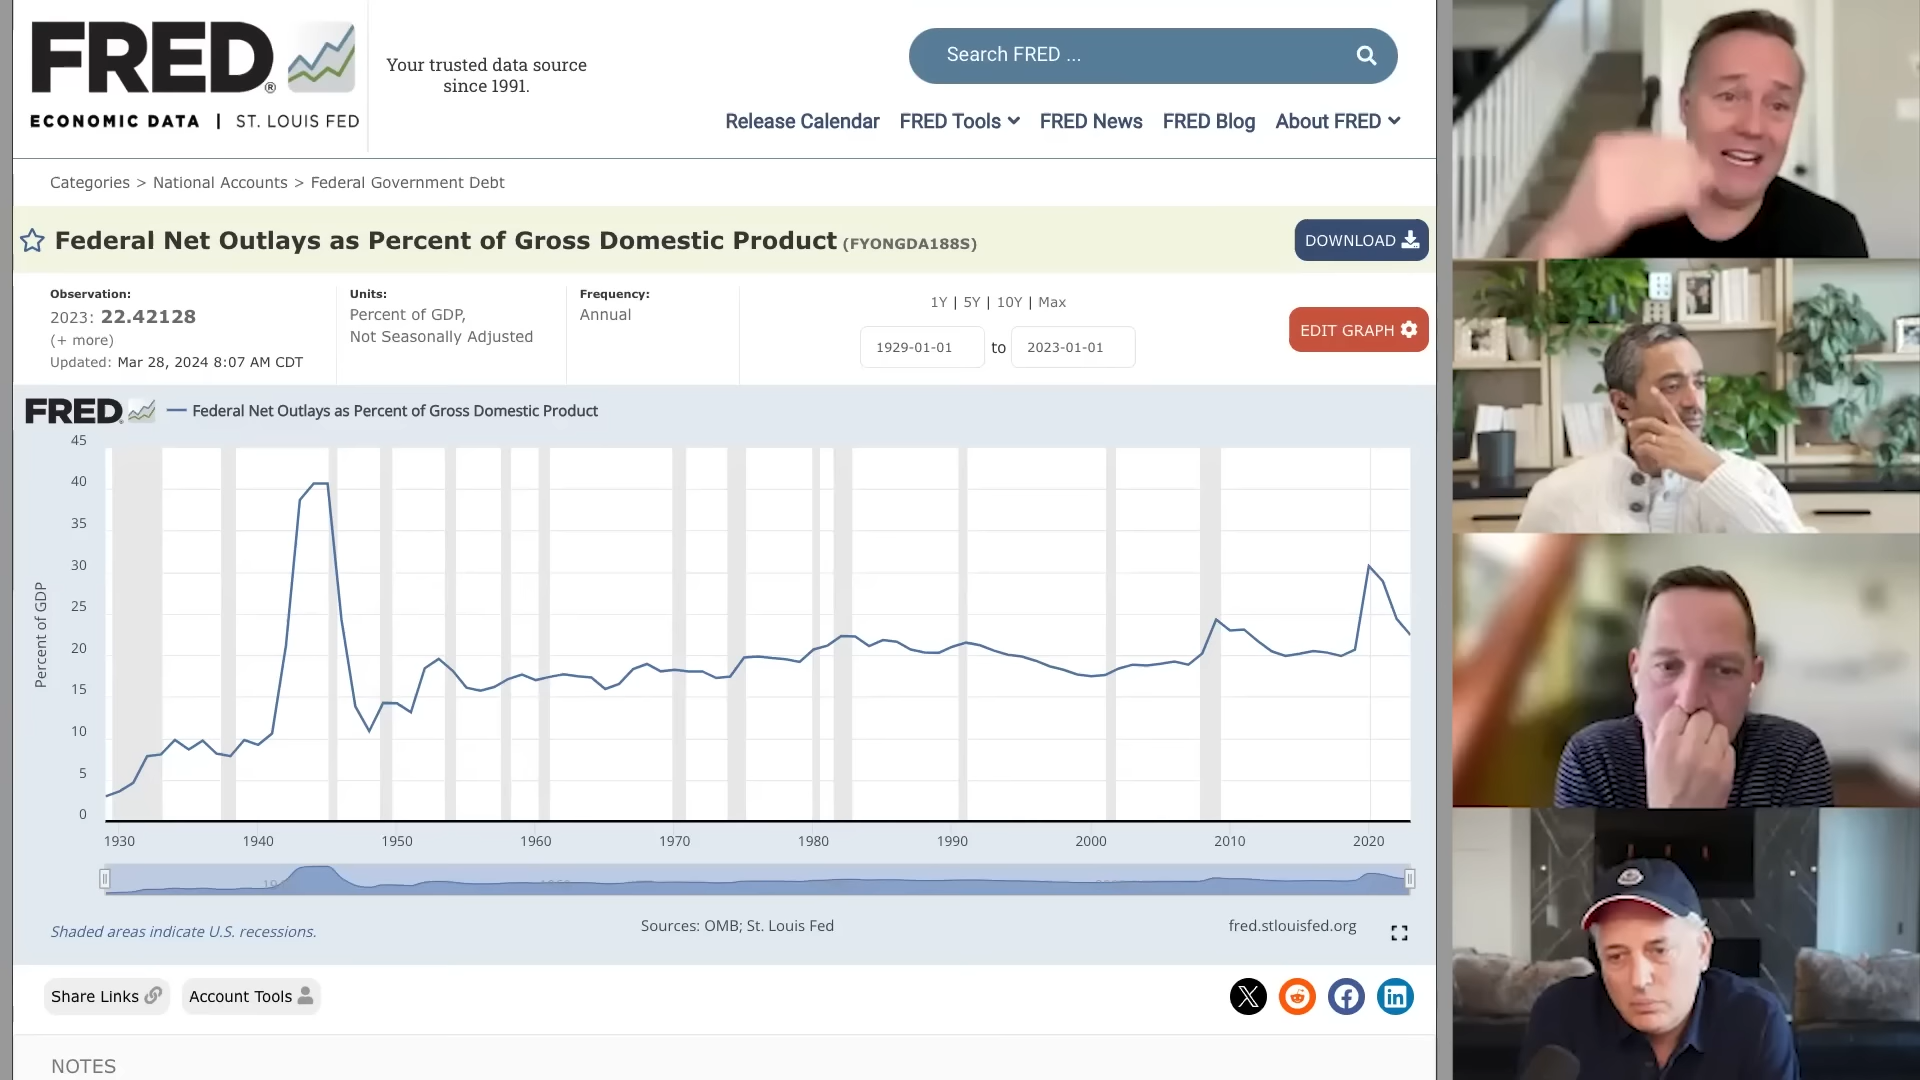 FRED®
ECONOMIC DATA | ST. LOUIS FED
Your trusted data source
since 1991.
Search FRED ...
Release Calendar FRED Tools FRED News FRED Blog About FRED
Categories > National Accounts > Federal Government Debt
Federal Net Outlays as Percent of Gross Domestic Product (FYONGDA188S)
DOWNLOAD
Observation:
2023: 22.42128
(+ more)
Updated: Mar 28, 2024 8:07 AM CDT
Units:
Percent of GDP,
Not Seasonally Adjusted
Frequency:
Annual
1Y | 5Y | 10Y | Max
1929-01-01 to 2023-01-01
EDIT GRAPH
FRED
Federal Net Outlays as Percent of Gross Domestic Product
Percent of GDP
45
40
35
30
25
20
15
10
5
0
1930 1940 1950 1960 1970 1980 1990 2000 2010 2020
Shaded areas indicate U.S. recessions.
Sources: OMB; St. Louis Fed
fred.stlouisfed.org
Share Links
Account Tools
NOTES